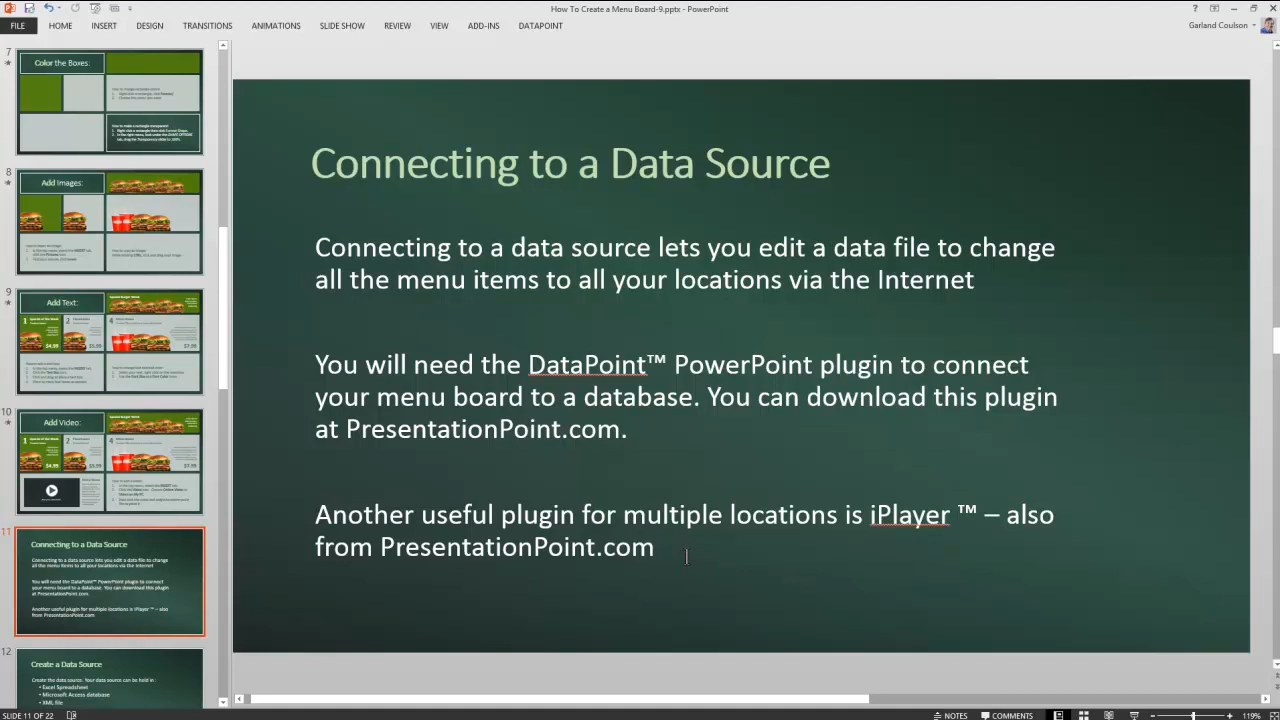 How To Create a Menu Board-9.pptx - PowerPoint
FILE HOME INSERT DESIGN TRANSITIONS ANIMATIONS SLIDE SHOW REVIEW VIEW ADD-INS DATAPOINT
Garland Coulson
7
Color the Boxes:
8
Add Images:
9
Add Text:
10
Add Video:
11
Connecting to a Data Source
Connecting to a data source lets you edit a data file to change
all the menu items to all your locations via the Internet
You will need the DataPoint™ PowerPoint plugin to connect
your menu board to a database. You can download this plugin
at PresentationPoint.com.
Another useful plugin for multiple locations is iPlayer ™ – also
from PresentationPoint.com
12
Create a Data Source
Create the data source. Your data source can be held in :
• Excel Spreadsheet
• Microsoft Access database
• XML file
Connecting to a Data Source
Connecting to a data source lets you edit a data file to change
all the menu items to all your locations via the Internet
You will need the DataPoint™ PowerPoint plugin to connect
your menu board to a database. You can download this plugin
at PresentationPoint.com.
Another useful plugin for multiple locations is iPlayer ™ – also
from PresentationPoint.com
SLIDE 11 OF 22
NOTES COMMENTS 119%